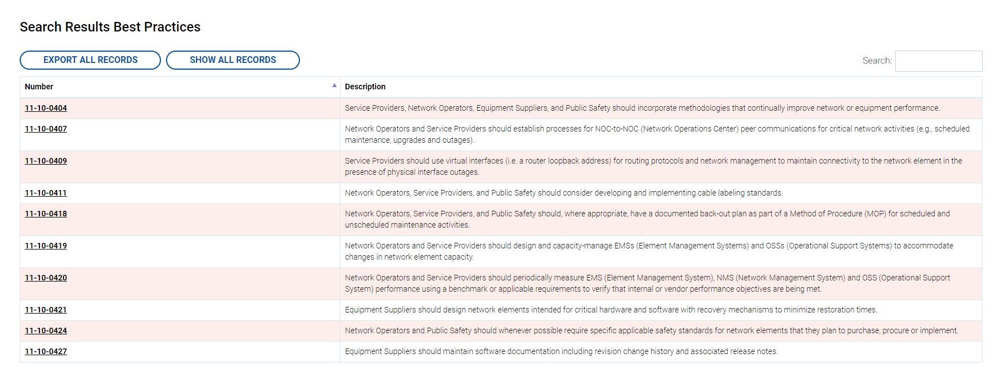 Search Results Best Practices
EXPORT ALL RECORDS
SHOW ALL RECORDS
Search:
Number
Description
11-10-0404
Service Providers, Network Operators, Equipment Suppliers, and Public Safety should incorporate methodologies that continually improve network or equipment performance.
11-10-0407
Network Operators and Service Providers should establish processes for NOC-to-NOC (Network Operations Center) peer communications for critical network activities (e.g., scheduled
maintenance, upgrades and outages).
11-10-0409
Service Providers should use virtual interfaces (i.e. a router loopback address) for routing protocols and network management to maintain connectivity to the network element in the
presence of physical interface outages.
11-10-0411
Network Operators, Service Providers, and Public Safety should consider developing and implementing cable labeling standards.
11-10-0418
Network Operators, Service Providers, and Public Safety should, where appropriate, have a documented back-out plan as part of a Method of Procedure (MOP) for scheduled and
unscheduled maintenance activities.
11-10-0419
Network Operators and Service Providers should design and capacity-manage EMSs (Element Management Systems) and OSSs (Operational Support Systems) to accommodate
changes in network element capacity.
11-10-0420
Network Operators and Service Providers should periodically measure EMS (Element Management System), NMS (Network Management System) and OSS (Operational Support
System) performance using a benchmark or applicable requirements to verify that internal or vendor performance objectives are being met.
11-10-0421
Equipment Suppliers should design network elements intended for critical hardware and software with recovery mechanisms to minimize restoration times.
11-10-0424
Network Operators and Public Safety should whenever possible require specific applicable safety standards for network elements that they plan to purchase, procure or implement.
11-10-0427
Equipment Suppliers should maintain software documentation including revision change history and associated release notes.